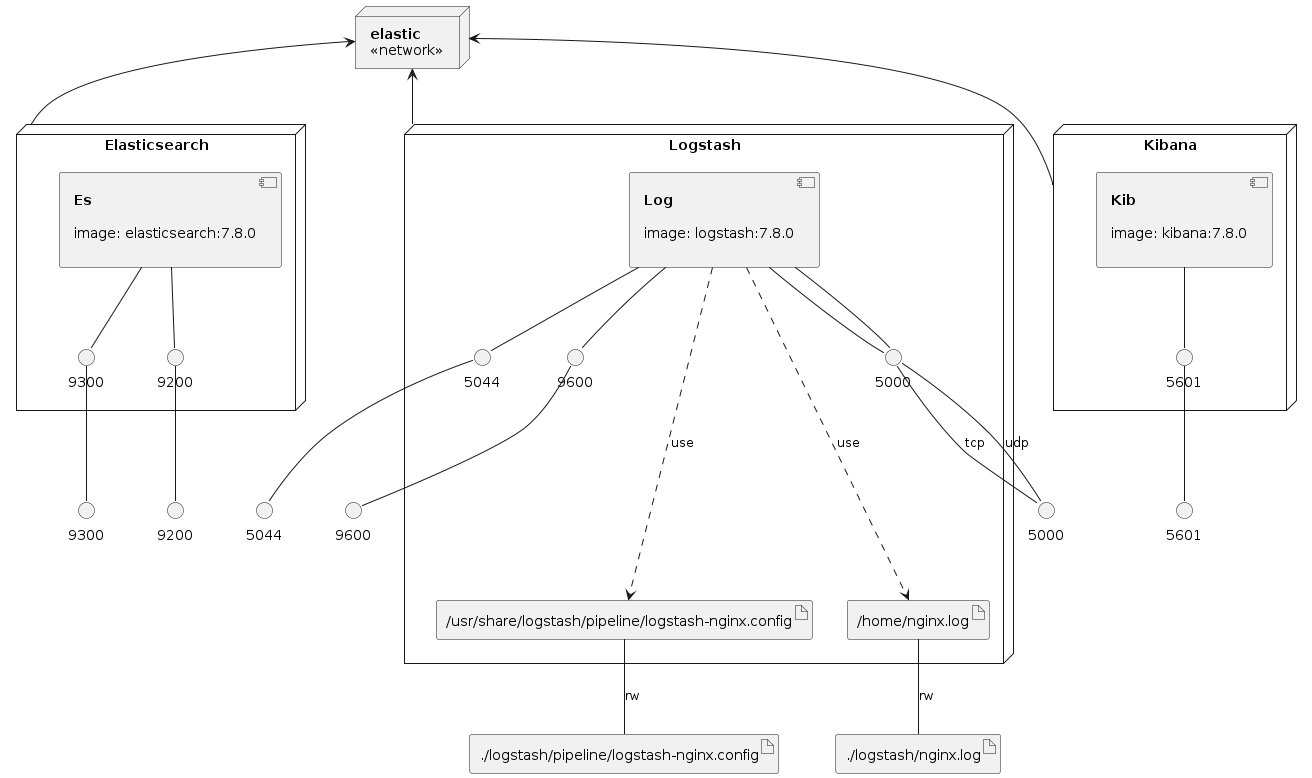 elastic
«network»
Elasticsearch
Logstash
Kibana
Es
image: elasticsearch:7.8.0
Log
image: logstash:7.8.0
Kib
image: kibana:7.8.0
9300
9200
5044
9600
5000
5601
use
use
tcp
udp
9300
9200
5044
9600
5000
5601
/usr/share/logstash/pipeline/logstash-nginx.config
/home/nginx.log
rw
rw
./logstash/pipeline/logstash-nginx.config
./logstash/nginx.log